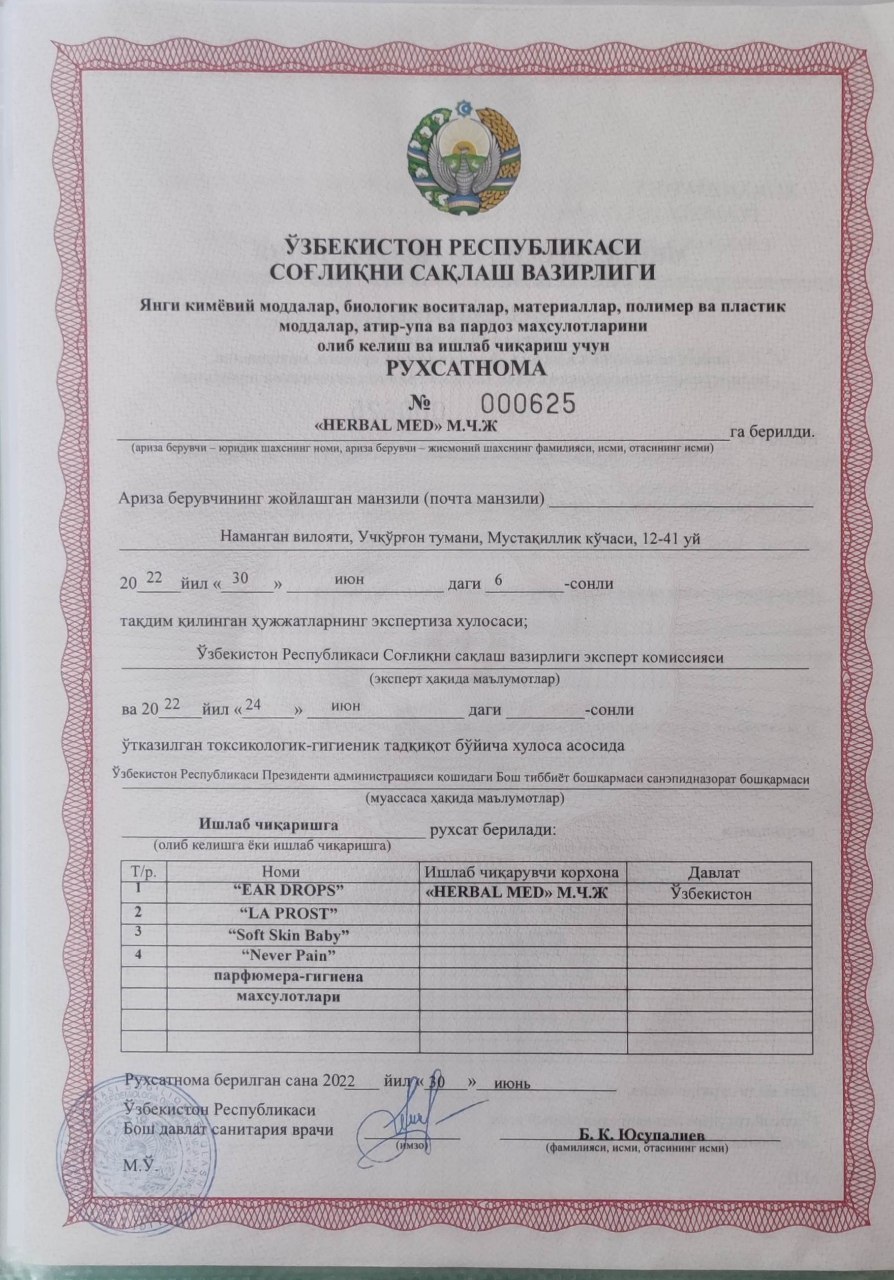 ЎЗБЕКИСТОН РЕСПУБЛИКАСИ
СОҒЛИҚНИ САҚЛАШ ВАЗИРЛИГИ
Янги кимёвий моддалар, биологик воситалар, материаллар, полимер ва пластик
моддалар, атир-упа ва пардоз махсулотларини
олиб келиш ва ишлаб чиқариш учун
РУХСАТНОМА
№ 000625
«HERBAL MED» М.Ч.Ж
га берилди.
(ариза берувчи – юридик шахснинг номи, ариза берувчи – жисмоний шахснинг фамилияси, исми, отасининг исми)
Ариза берувчининг жойлашган манзили (почта манзили)
Наманган вилояти, Учкўрғон тумани, Мустақиллик кўчаси, 12-41 уй
20 22 йил « 30 » июн даги 6 -сонли
тақдим қилинган ҳужжатларнинг экспертиза хулосаси;
Ўзбекистон Республикаси Соғлиқни сақлаш вазирлиги эксперт комиссияси
(эксперт ҳақида маълумотлар)
ва 20 22 йил « 24 » июн даги -сонли
ўтказилган токсикологик-гигиеник тадқиқот бўйича хулоса асосида
Ўзбекистон Республикаси Президенти администрацияси қошидаги Бош тиббиёт бошқармаси санэпидназорат бошқармаси
(муассаса ҳақида маълумотлар)
Ишлаб чиқаришга рухсат берилади:
(олиб келишга ёки ишлаб чиқаришга)
Т/р. Номи Ишлаб чиқарувчи корхона Давлат
1 “EAR DROPS” «HERBAL MED» М.Ч.Ж Ўзбекистон
2 “LA PROST”
3 “Soft Skin Baby”
4 “Never Pain”
парфюмера-гигиена
махсулотлари
Рухсатнома берилган сана 2022 йил « 30 » июнь
Ўзбекистон Республикаси
Бош давлат санитария врачи
Б. К. Юсупалиев
(имзо) (фамилияси, исми, отасининг исми)
М.Ў.